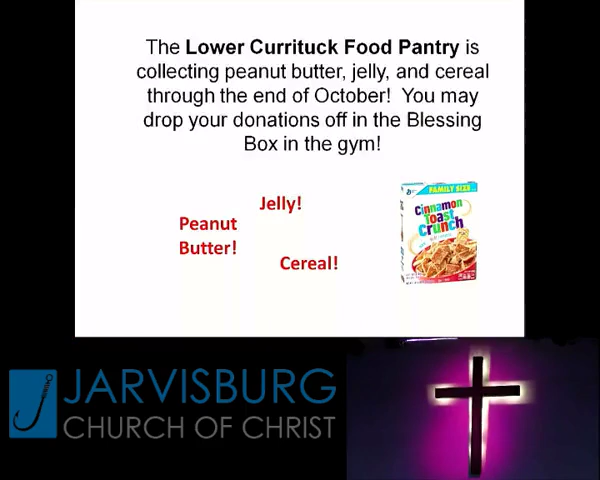 The Lower Currituck Food Pantry is
collecting peanut butter, jelly, and cereal
through the end of October! You may
drop your donations off in the Blessing
Box in the gym!
Jelly!
Peanut
Butter!
Cereal!
FAMILY SIZE
Cinnamon
Toast
Crunch
JARVISBURG
CHURCH OF CHRIST